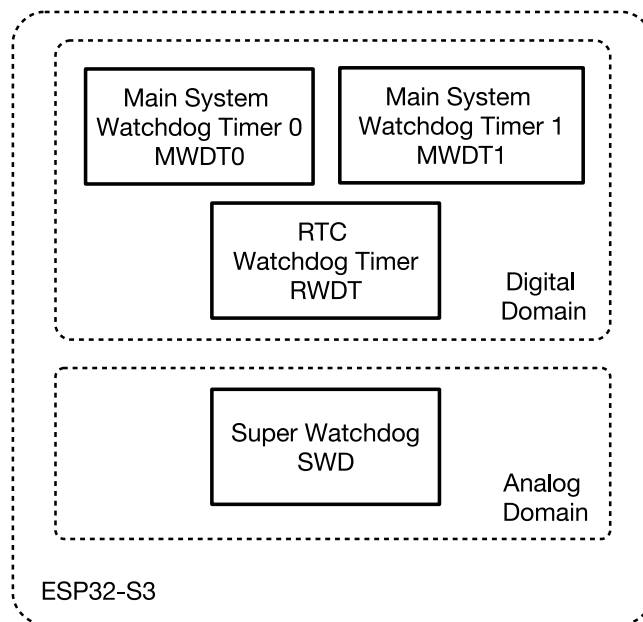 Main System
Watchdog Timer 0
MWDT0
Main System
Watchdog Timer 1
MWDT1
RTC
Watchdog Timer
RWDT
Digital
Domain
Super Watchdog
SWD
Analog
Domain
ESP32-S3